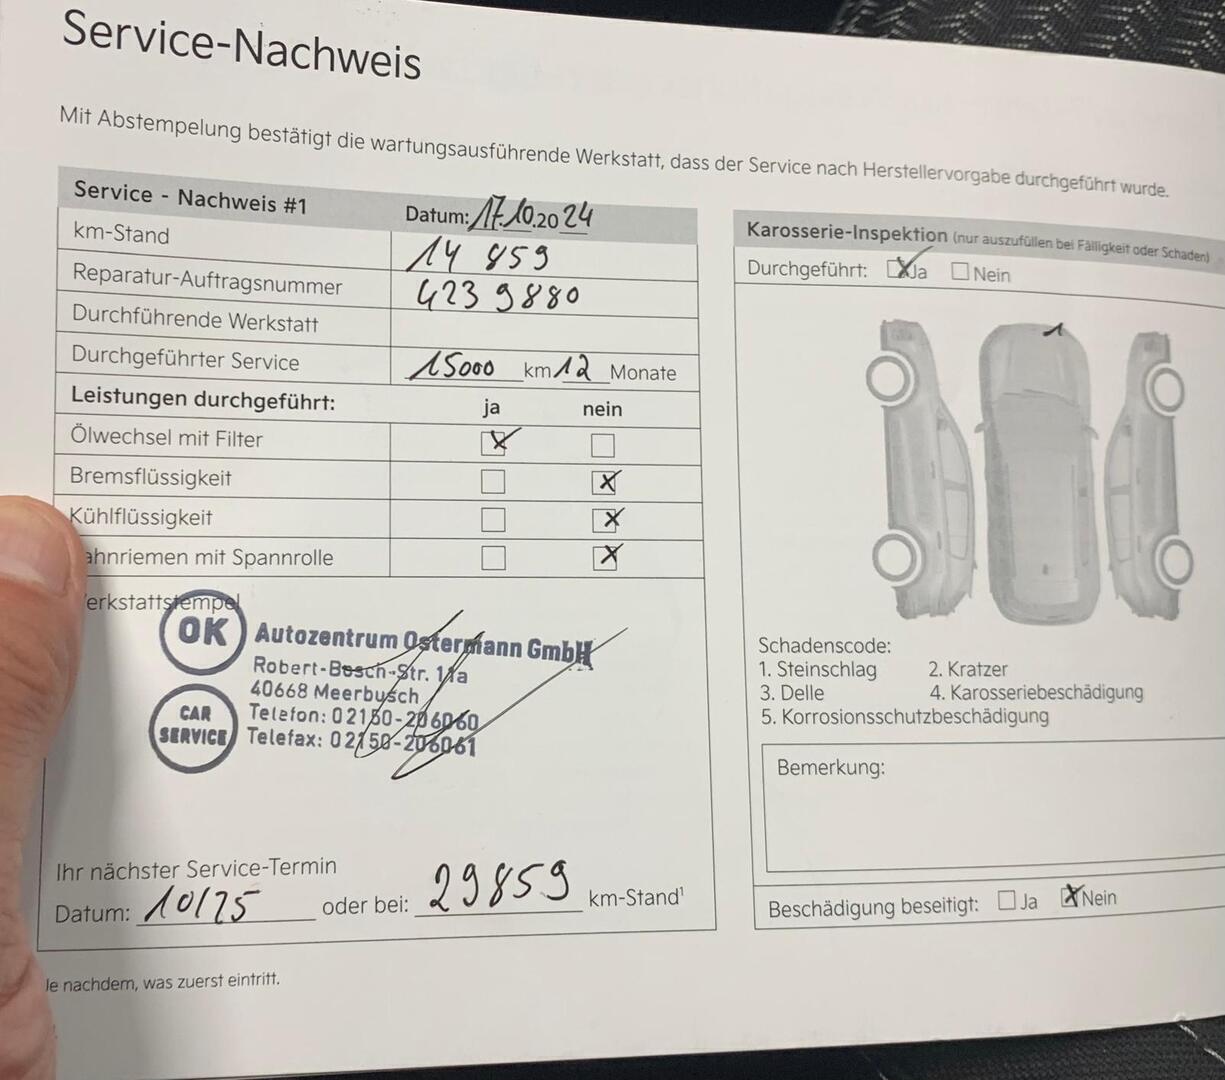 Service-Nachweis
Mit Abstempelung bestätigt die wartungsausführende Werkstatt, dass der Service nach Herstellervorgabe durchgeführt wurde.
Service - Nachweis #1 Datum: 17.10.2024
km-Stand 14 859
Reparatur-Auftragsnummer 4239880
Durchführende Werkstatt
Durchgeführter Service 15000 km 12 Monate
Leistungen durchgeführt: ja nein
Ölwechsel mit Filter
Bremsflüssigkeit
Kühlflüssigkeit
ahnriemen mit Spannrolle
erkstattstempel
OK
CAR SERVICE
Autozentrum Ostermann GmbH
Robert-Bosch-Str. 11a
40668 Meerbusch
Telefon: 02150-206060
Telefax: 02150-206061
Ihr nächster Service-Termin
Datum: 10/25 oder bei: 29859 km-Stand¹
Je nachdem, was zuerst eintritt.
Karosserie-Inspektion (nur auszufüllen bei Fälligkeit oder Schaden)
Durchgeführt: Ja Nein
1
Schadenscode:
1. Steinschlag 2. Kratzer
3. Delle 4. Karosseriebeschädigung
5. Korrosionsschutzbeschädigung
Bemerkung:
Beschädigung beseitigt: Ja Nein